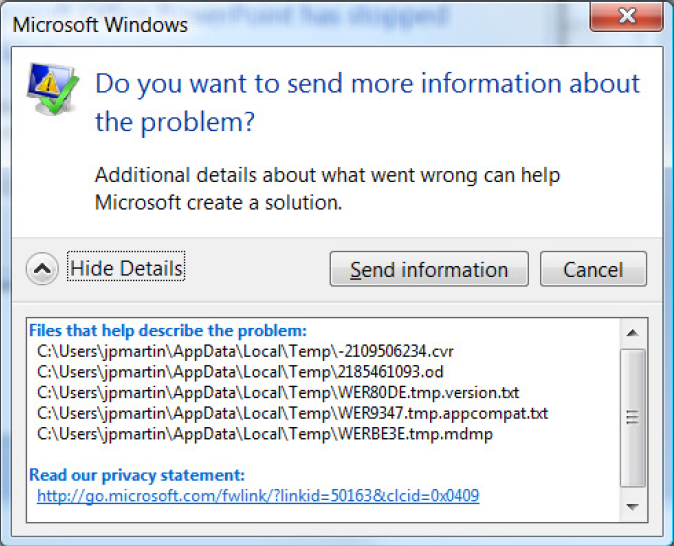 PowerPoint has stopped
Microsoft Windows
Do you want to send more information about
the problem?
Additional details about what went wrong can help
Microsoft create a solution.
Hide Details
Send information
Cancel
Files that help describe the problem:
C:\Users\jpmartin\AppData\Local\Temp\-2109506234.cvr
C:\Users\jpmartin\AppData\Local\Temp\2185461093.od
C:\Users\jpmartin\AppData\Local\Temp\WER80DE.tmp.version.txt
C:\Users\jpmartin\AppData\Local\Temp\WER9347.tmp.appcompat.txt
C:\Users\jpmartin\AppData\Local\Temp\WERBE3E.tmp.mdmp
Read our privacy statement:
http://go.microsoft.com/fwlink/?linkid=50163&clcid=0x0409